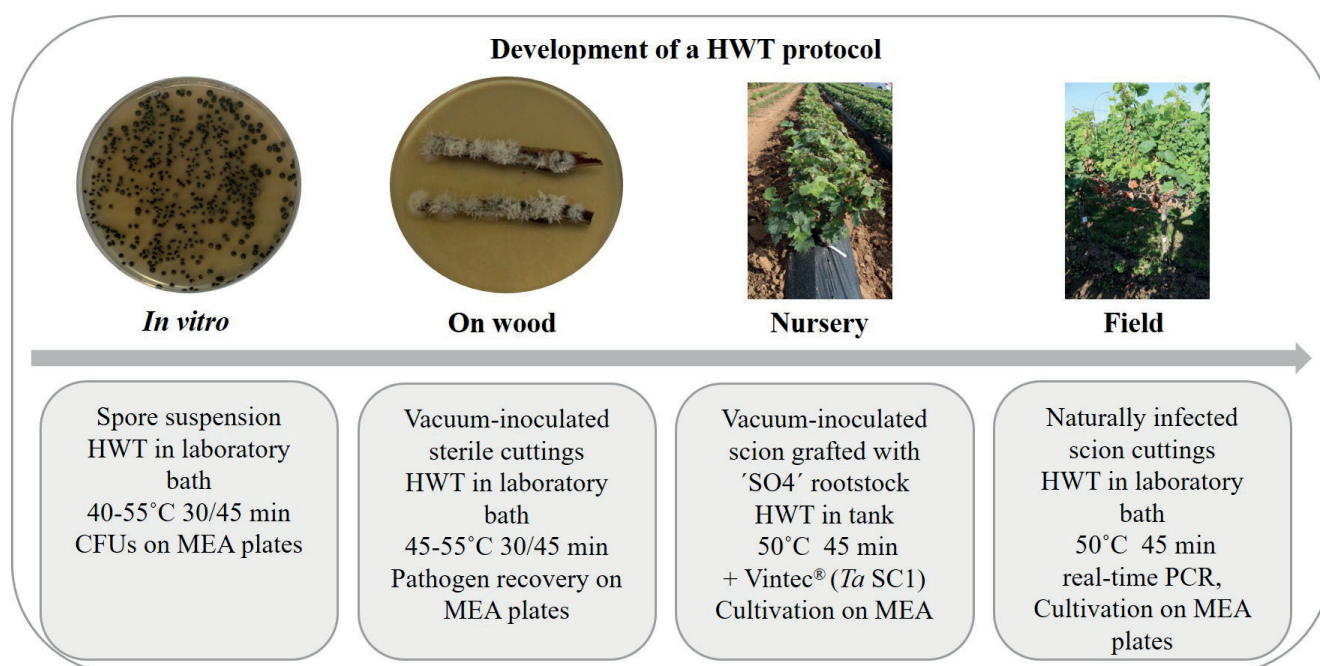 Development of a HWT protocol
In vitro
On wood
Nursery
Field
Spore suspension
HWT in laboratory
bath
40-55˚C 30/45 min
CFUs on MEA plates
Vacuum-inoculated
sterile cuttings
HWT in laboratory
bath
45-55˚C 30/45 min
Pathogen recovery on
MEA plates
Vacuum-inoculated
scion grafted with
´SO4´ rootstock
HWT in tank
50˚C 45 min
+ Vintec® (Ta SC1)
Cultivation on MEA
Naturally infected
scion cuttings
HWT in laboratory
bath
50˚C 45 min
real-time PCR,
Cultivation on MEA
plates